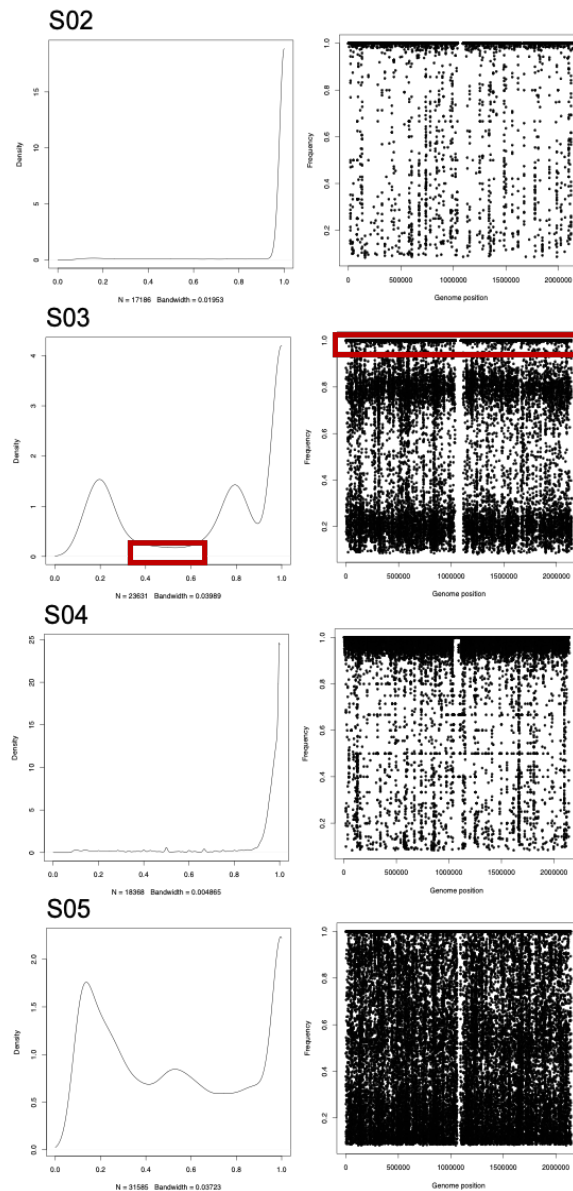 S02
Density
0 5 10 15
0.0 0.2 0.4 0.6 0.8 1.0
N = 17186 Bandwidth = 0.01953
Frequency
0.2 0.4 0.6 0.8 1.0
0 500000 1000000 1500000 2000000
Genome position
S03
Density
0 1 2 3 4
0.0 0.2 0.4 0.6 0.8 1.0
N = 23631 Bandwidth = 0.03989
Frequency
0.2 0.4 0.6 0.8 1.0
0 500000 1000000 1500000 2000000
Genome position
S04
Density
0 5 10 15 20 25
0.0 0.2 0.4 0.6 0.8 1.0
N = 18368 Bandwidth = 0.004865
Frequency
0.2 0.4 0.6 0.8 1.0
0 500000 1000000 1500000 2000000
Genome position
S05
Density
0.0 0.5 1.0 1.5 2.0
0.0 0.2 0.4 0.6 0.8 1.0
N = 31585 Bandwidth = 0.03723
Frequency
0.2 0.4 0.6 0.8 1.0
0 500000 1000000 1500000 2000000
Genome position